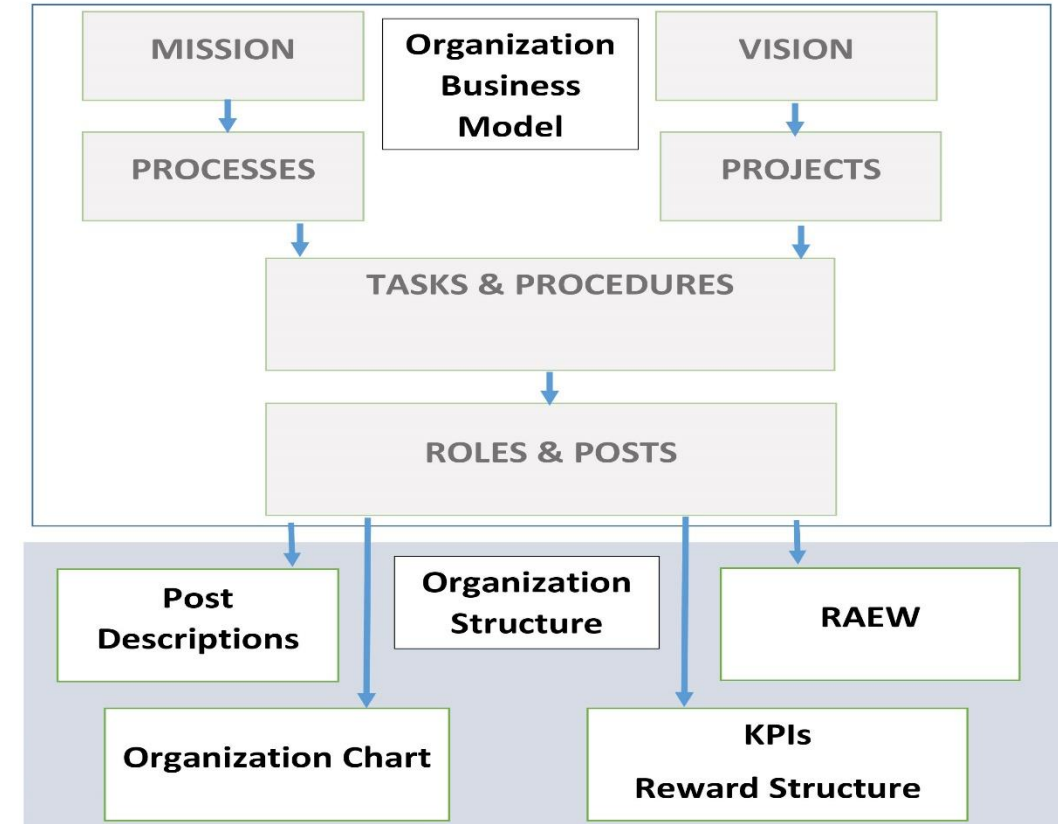 MISSION
Organization
Business
Model
VISION
PROCESSES
PROJECTS
TASKS & PROCEDURES
ROLES & POSTS
Post
Descriptions
Organization
Structure
RAEW
Organization Chart
KPIs
Reward Structure